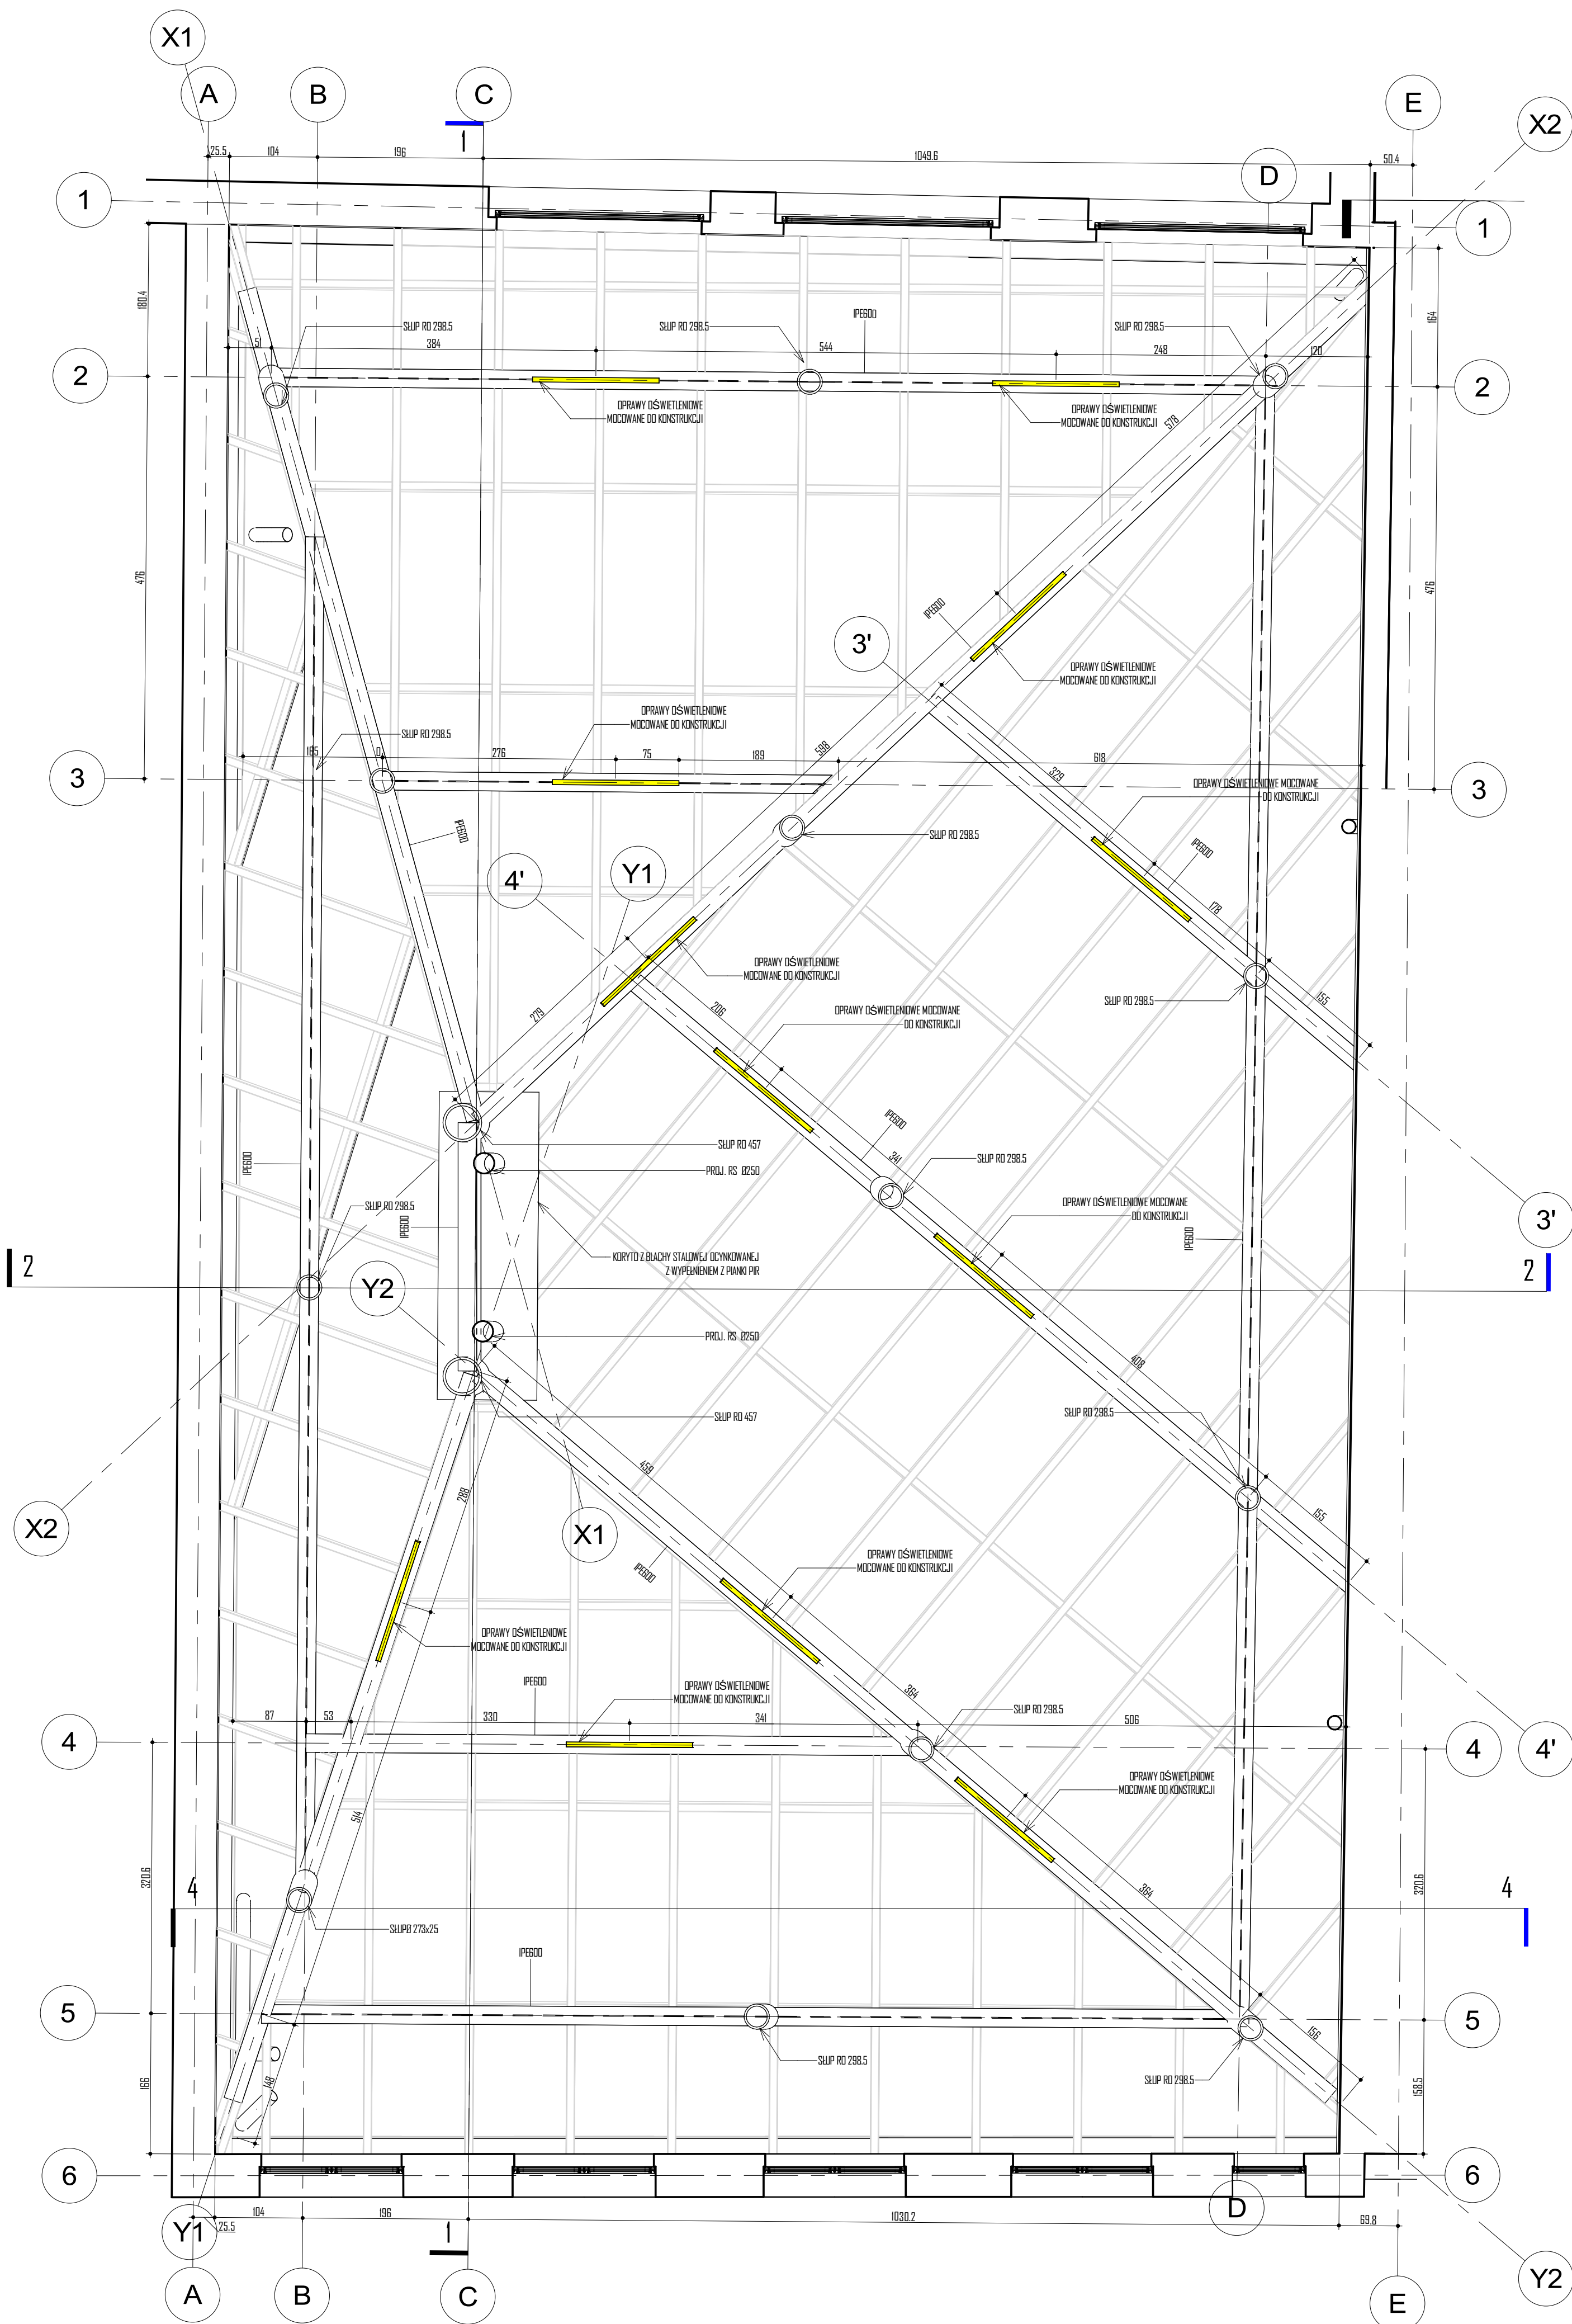 X1
A
B
C
E
X2
1
25.5
104
196
1049.6
50.4
D
1
1
180.4
164
SŁUP RO 298.5
SŁUP RO 298.5
IPE600
SŁUP RO 298.5
51
384
544
248
120
2
2
OPRAWY OŚWIETLENIOWE
MOCOWANE DO KONSTRUKCJI
OPRAWY OŚWIETLENIOWE
MOCOWANE DO KONSTRUKCJI
578
476
476
IPE600
3'
OPRAWY OŚWIETLENIOWE
MOCOWANE DO KONSTRUKCJI
OPRAWY OŚWIETLENIOWE
MOCOWANE DO KONSTRUKCJI
SŁUP RO 298.5
185
0
276
75
189
598
618
329
3
3
OPRAWY OŚWIETLENIOWE MOCOWANE
DO KONSTRUKCJI
IPE600
SŁUP RO 298.5
IPE600
4'
Y1
178
OPRAWY OŚWIETLENIOWE
MOCOWANE DO KONSTRUKCJI
SŁUP RO 298.5
155
279
206
OPRAWY OŚWIETLENIOWE MOCOWANE
DO KONSTRUKCJI
IPE600
SŁUP RO 457
341
SŁUP RO 298.5
IPE600
PROJ. RS Ø250
SŁUP RO 298.5
IPE600
OPRAWY OŚWIETLENIOWE MOCOWANE
DO KONSTRUKCJI
3'
IPE600
KORYTO Z BLACHY STALOWEJ OCYNKOWANEJ
Z WYPEŁNIENIEM Z PIANKI PIR
2
2
Y2
PROJ. RS Ø250
408
SŁUP RO 457
SŁUP RO 298.5
459
288
155
X2
X1
IPE600
OPRAWY OŚWIETLENIOWE
MOCOWANE DO KONSTRUKCJI
OPRAWY OŚWIETLENIOWE
MOCOWANE DO KONSTRUKCJI
IPE600
OPRAWY OŚWIETLENIOWE
MOCOWANE DO KONSTRUKCJI
364
SŁUP RO 298.5
87
53
330
341
506
4
4
4'
OPRAWY OŚWIETLENIOWE
MOCOWANE DO KONSTRUKCJI
514
320.6
320.6
4
4
364
SŁUPØ 273x25
IPE600
5
5
156
SŁUP RO 298.5
SŁUP RO 298.5
166
148
158.5
6
6
D
104
196
1030.2
69.8
Y1
25.5
1
Y2
A
B
C
E